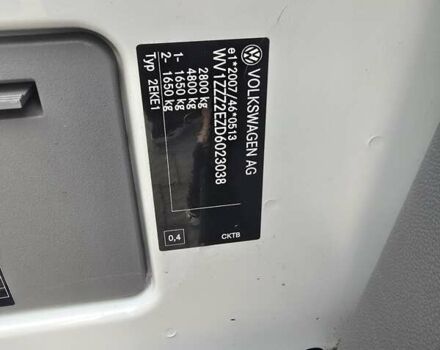 VOLKSWAGEN AG
e1*2007/46*0513
WV1ZZZ2EZD6023038
2800 kg
4800 kg
1- 1650 kg
2- 1650 kg
Typ 2EKE1
0,4
CKTB